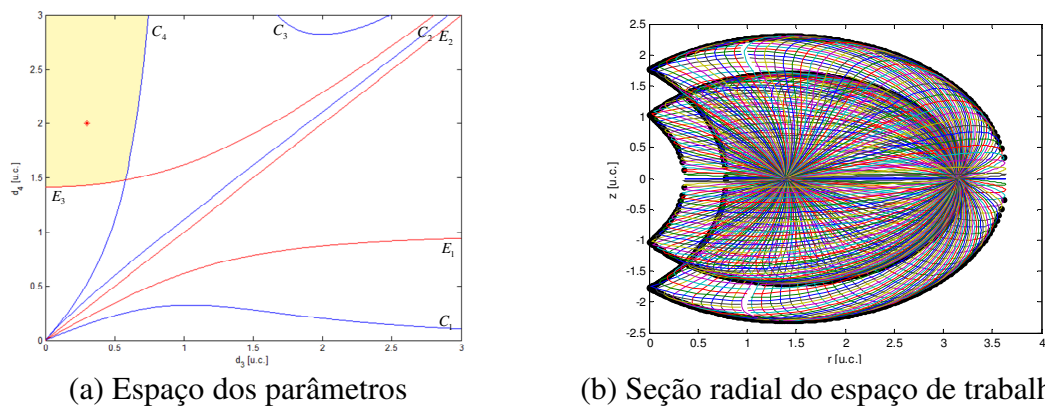 3
2.5
2
1.5
1
0.5
0
0
0.5
1
1.5
2
2.5
3
d₄ [u.c.]
d₃ [u.c.]
C₄
C₃
C₂
E₂
E₃
E₁
C₁
(a) Espaço dos parâmetros
2.5
2
1.5
1
0.5
0
-0.5
-1
-1.5
-2
-2.5
0
0.5
1
1.5
2
2.5
3
3.5
4
z [u.c.]
r [u.c.]
(b) Seção radial do espaço de trabalh